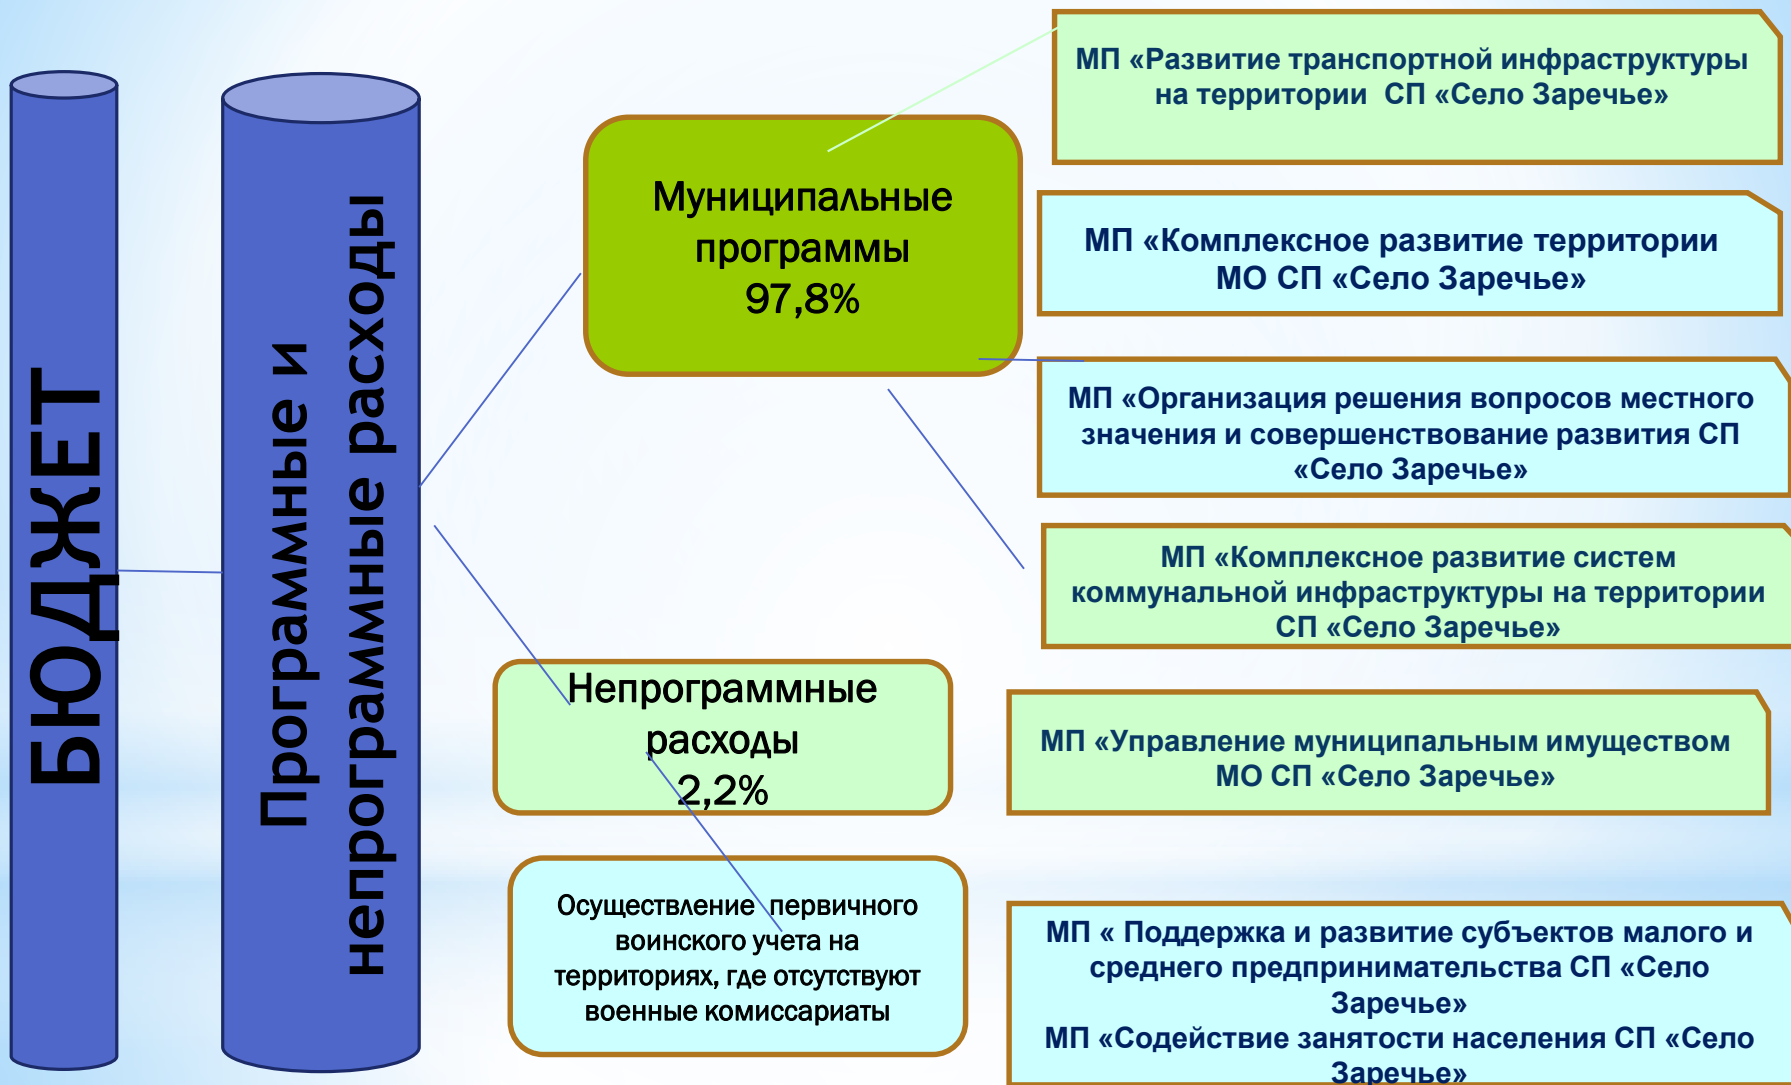 БЮДЖЕТ
Программные и
непрограммные расходы
Муниципальные
программы
97,8%
Непрограммные
расходы
2,2%
Осуществление первичного
воинского учета на
территориях, где отсутствуют
военные комиссариаты
МП «Развитие транспортной инфраструктуры
на территории СП «Село Заречье»
МП «Комплексное развитие территории
МО СП «Село Заречье»
МП «Организация решения вопросов местного
значения и совершенствование развития СП
«Село Заречье»
МП «Комплексное развитие систем
коммунальной инфраструктуры на территории
СП «Село Заречье»
МП «Управление муниципальным имуществом
МО СП «Село Заречье»
МП « Поддержка и развитие субъектов малого и
среднего предпринимательства СП «Село
Заречье»
МП «Содействие занятости населения СП «Село
Заречье»